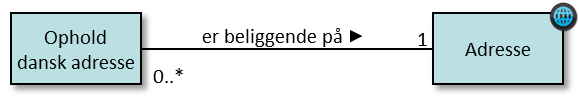 Ophold
dansk adresse
er beliggende på ►
1
0..*
Adresse